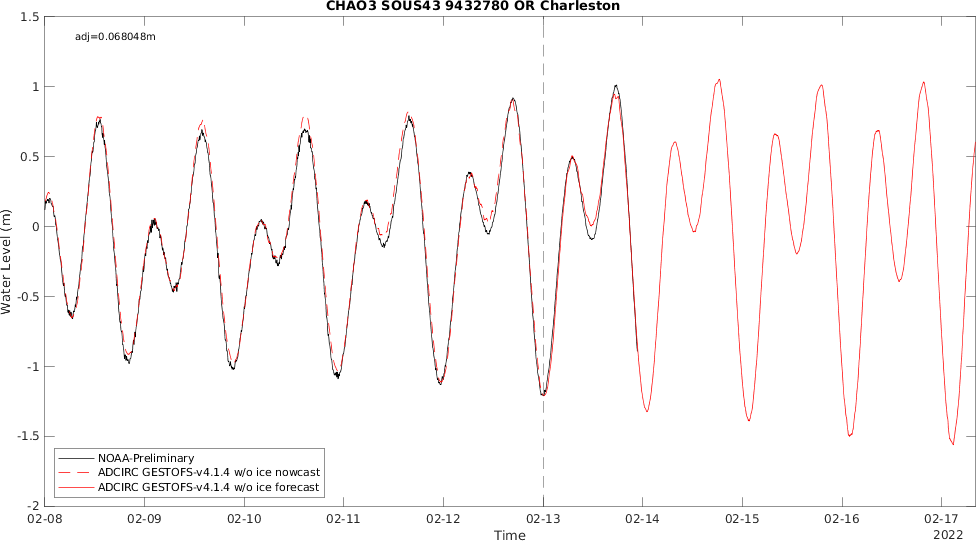 CHAO3 SOUS43 9432780 OR Charleston
adj=0.068048m
1.5
1
0.5
0
-0.5
-1
-1.5
-2
Water Level (m)
NOAA-Preliminary
ADCIRC GESTOFS-v4.1.4 w/o ice nowcast
ADCIRC GESTOFS-v4.1.4 w/o ice forecast
02-08 02-09 02-10 02-11 02-12 02-13 02-14 02-15 02-16 02-17
Time
2022